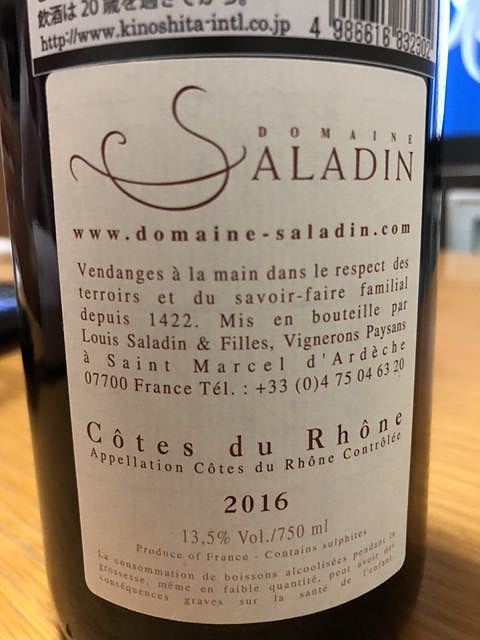 飲酒は20歳を過ぎてから。
http://www.kinoshita-intl.co.jp
4 986616 832302
DOMAINE
SALADIN
www.domaine-saladin.com
Vendanges à la main dans le respect des
terroirs et du savoir-faire familial
depuis 1422. Mis en bouteille par
Louis Saladin & Filles, Vignerons Paysans
à Saint Marcel d'Ardèche
07700 France Tél. : +33 (0)4 75 04 63 20
Côtes du Rhône
Appellation Côtes du Rhône Contrôlée
2016
13,5% Vol./750 ml
Produce of France - Contains sulphites
La consommation de boissons alcoolisées pendant la
grossesse, même en faible quantité, peut avoir des
conséquences graves sur la santé de l'enfant.